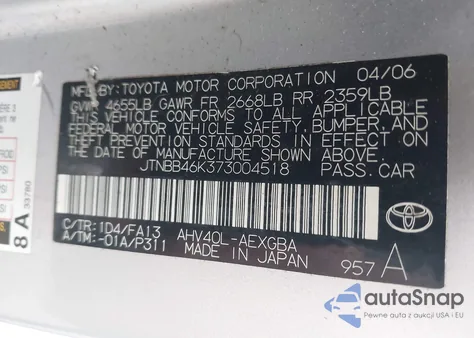 MFD.BY: TOYOTA MOTOR CORPORATION 04/06
GVWR 4655LB GAWR FR 2668LB RR 2359LB
THIS VEHICLE CONFORMS TO ALL APPLICABLE
FEDERAL MOTOR VEHICLE SAFETY, BUMPER, AND
THEFT PREVENTION STANDARDS IN EFFECT ON
THE DATE OF MANUFACTURE SHOWN ABOVE.
JTNBB46K373004518 PASS.CAR
C/TR: 1D4/FA13 AHV40L-AEXGBA
A/TM: -01A/P311 MADE IN JAPAN 957 A
TOYOTA
8 A 33780
autoSnap
Pewne auta z aukcji USA i EU